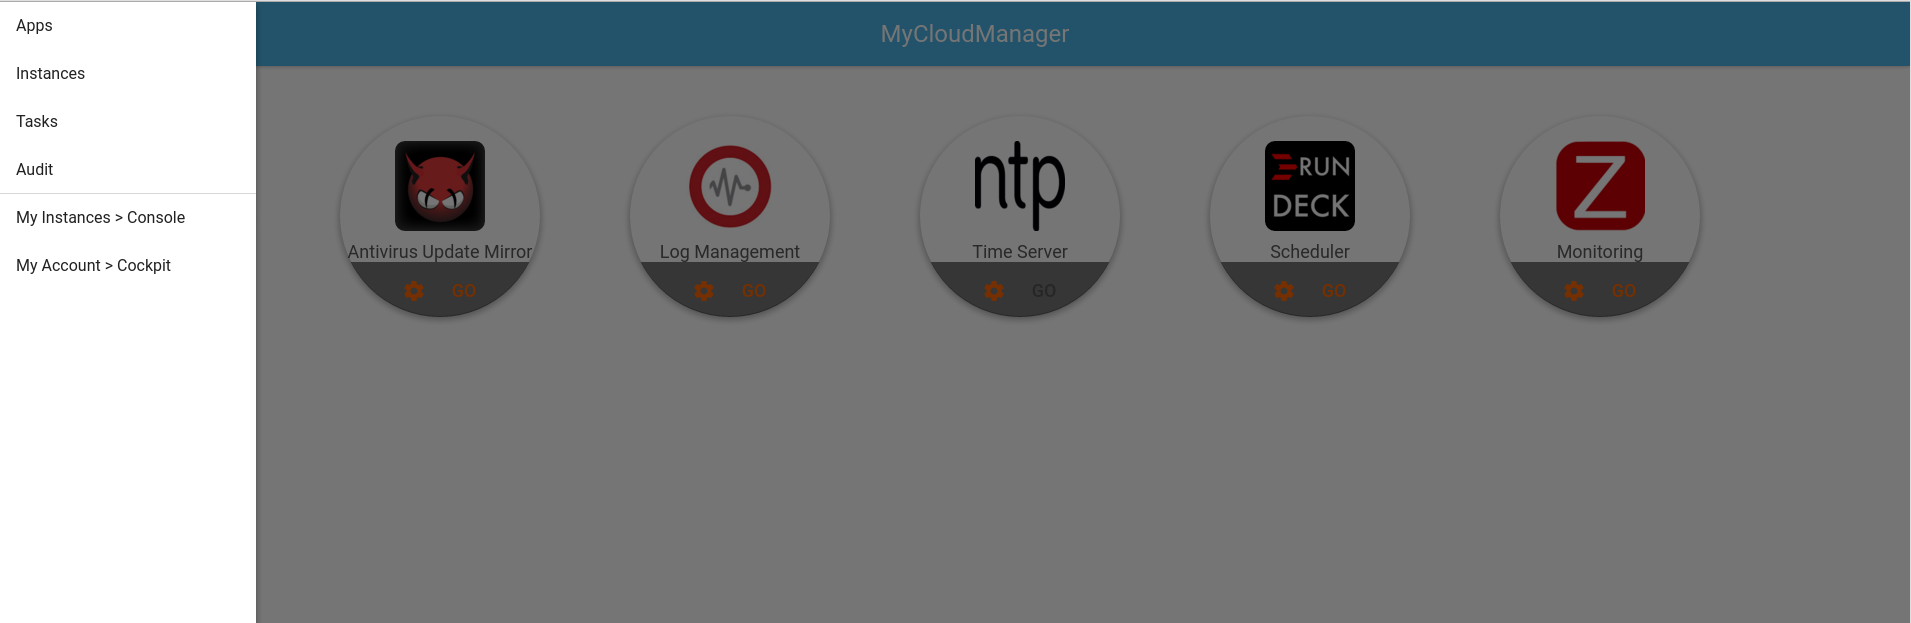 Apps
Instances
Tasks
Audit
My Instances > Console
My Account > Cockpit
MyCloudManager
ntp
RUN
DECK
Z
Antivirus Update Mirror
Log Management
Time Server
Scheduler
Monitoring
GO
GO
GO
GO
GO